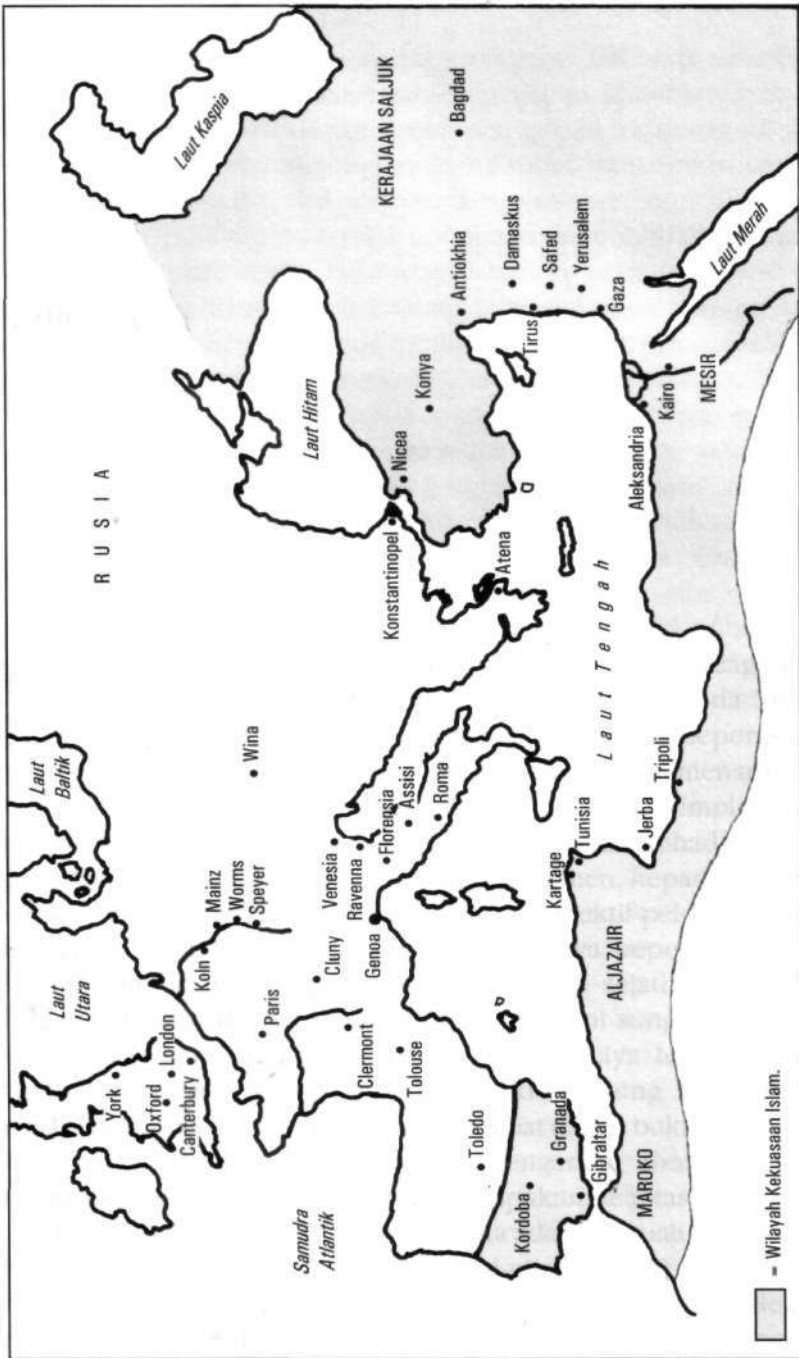 RUSIA
Laut
Baltik
Laut
Utara
Laut Kaspia
York
Oxford
London
Canterbury
Koln
Mainz
Worms
Speyer
Wina
Paris
Cluny
Samudra
Atlantik
Clermont
Tolouse
Genoa
Venesia
Ravenna
Florensia
Assisi
Roma
Laut Hitam
Konstantinopel
Nicea
Konya
KERAJAAN SALJUK
Bagdad
Antiokhia
Damaskus
Safed
Yerusalem
Tirus
Gaza
Atena
Toledo
Kordoba
Granada
Gibraltar
MAROKO
ALJAZAIR
Kartage
Tunisia
Jerba
Tripoli
Laut Tengah
Aleksandria
Kairo
MESIR
Laut Merah
= Wilayah Kekuasaan Islam.